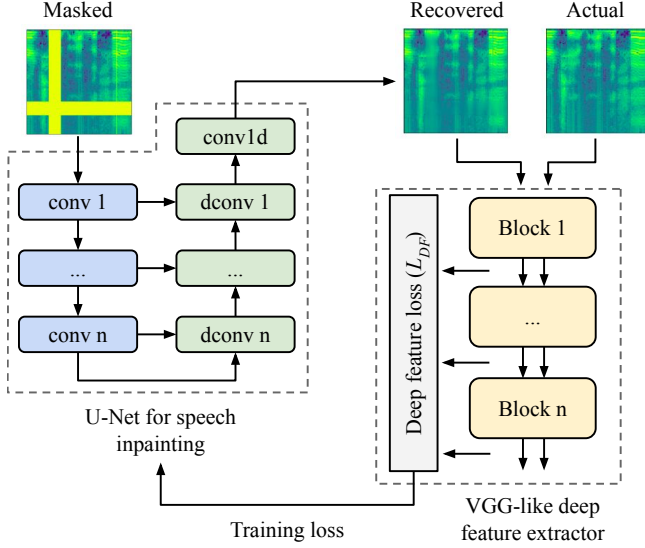 Masked
Recovered
Actual
conv1d
conv 1
dconv 1
...
...
conv n
dconv n
U-Net for speech
inpainting
Block 1
...
Block n
Deep feature loss (L_DF)
Training loss
VGG-like deep
feature extractor